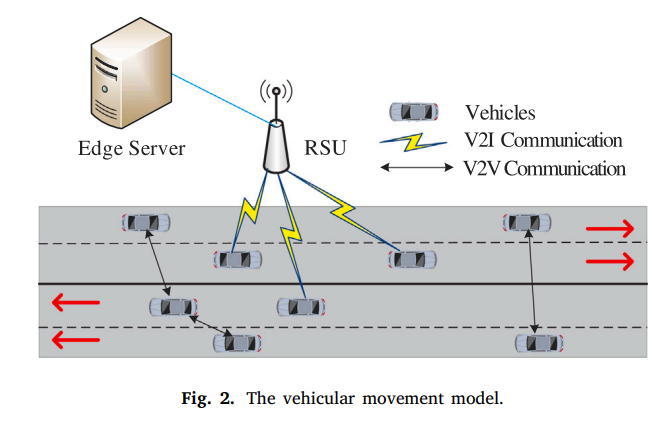 Edge Server
RSU
Vehicles
V2I Communication
V2V Communication
Fig. 2. The vehicular movement model.